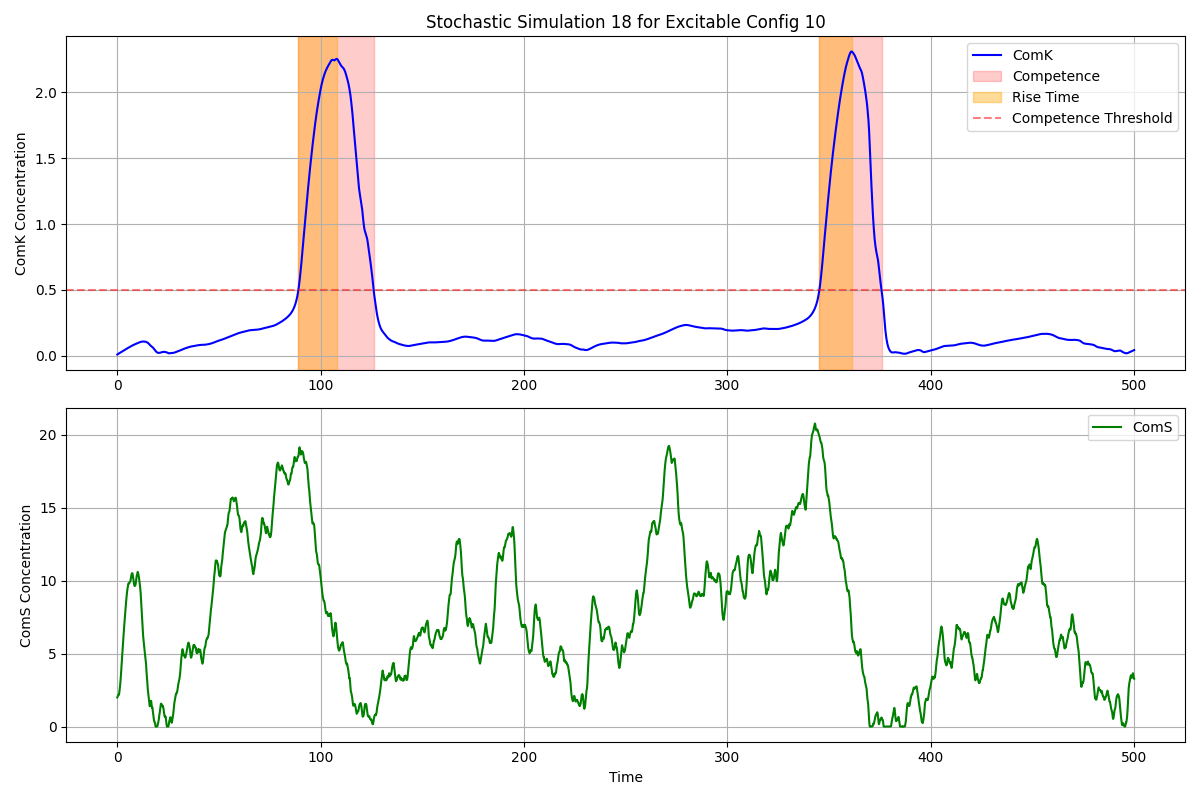 Stochastic Simulation 18 for Excitable Config 10
ComK Concentration
2.0
1.5
1.0
0.5
0.0
ComK
Competence
Rise Time
Competence Threshold
0 100 200 300 400 500
ComS Concentration
20
15
10
5
0
ComS
0 100 200 300 400 500
Time